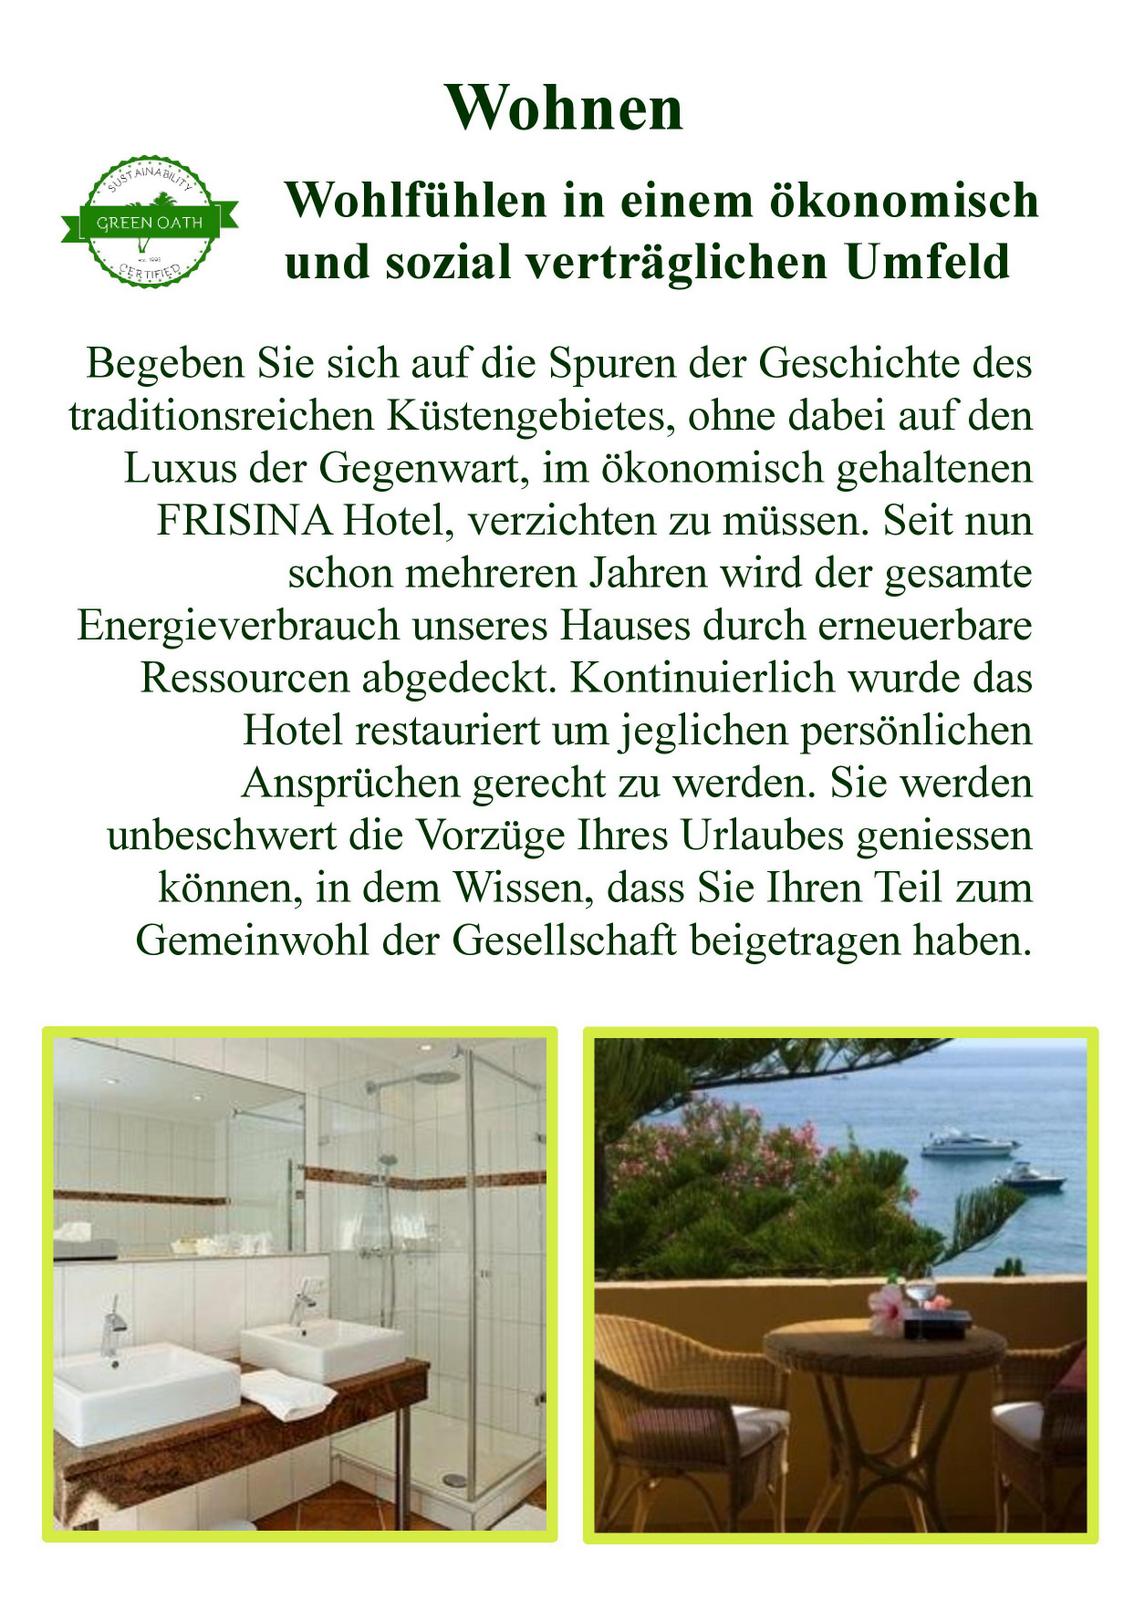 Wohnen
SUSTAINABILITY
GREEN OATH
est. 1993
CERTIFIED
Wohlfühlen in einem ökonomisch
und sozial verträglichen Umfeld
Begeben Sie sich auf die Spuren der Geschichte des
traditionsreichen Küstengebietes, ohne dabei auf den
Luxus der Gegenwart, im ökonomisch gehaltenen
FRISINA Hotel, verzichten zu müssen. Seit nun
schon mehreren Jahren wird der gesamte
Energieverbrauch unseres Hauses durch erneuerbare
Ressourcen abgedeckt. Kontinuierlich wurde das
Hotel restauriert um jeglichen persönlichen
Ansprüchen gerecht zu werden. Sie werden
unbeschwert die Vorzüge Ihres Urlaubes geniessen
können, in dem Wissen, dass Sie Ihren Teil zum
Gemeinwohl der Gesellschaft beigetragen haben.